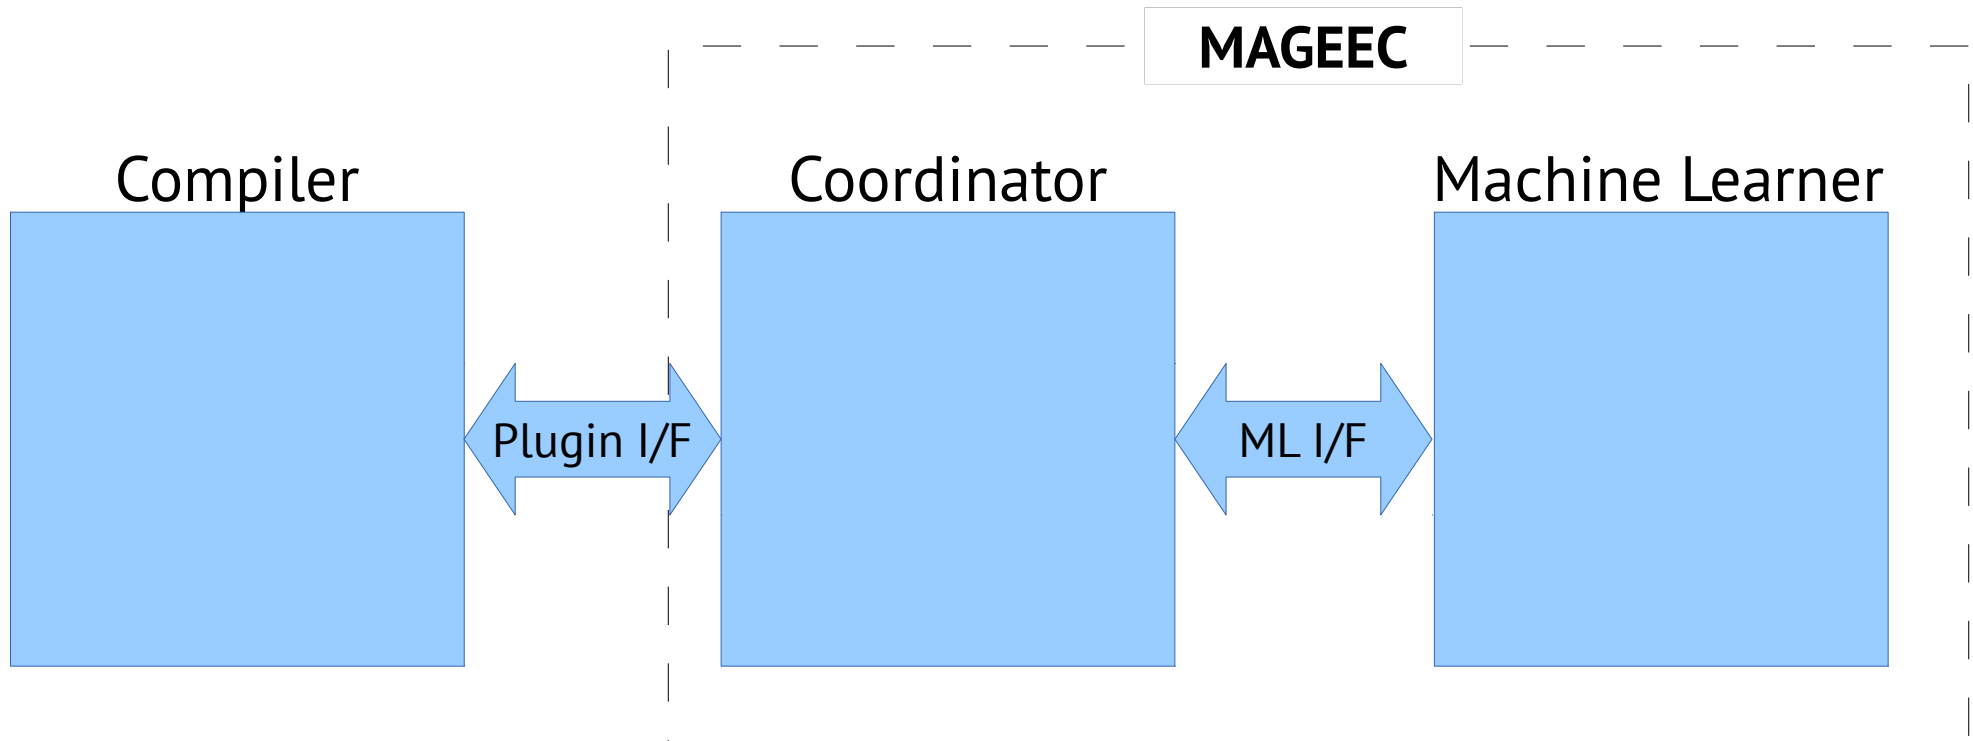 MAGEEC
Compiler
Coordinator
Machine Learner
Plugin I/F
ML I/F